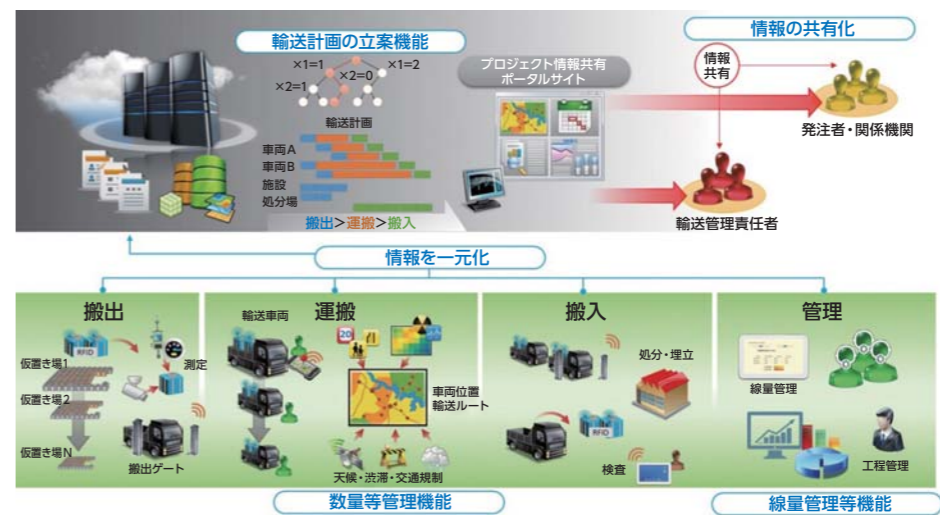 輸送計画の立案機能
情報の共有化
×1=1
×1=2
×2=1
×2=0
輸送計画
車両A
車両B
施設
処分場
搬出>運搬>搬入
プロジェクト情報共有
ポータルサイト
情報
共有
発注者・関係機関
輸送管理責任者
情報を一元化
搬出
RFID
測定
仮置き場1
仮置き場2
仮置き場N
搬出ゲート
運搬
輸送車両
20
車両位置
輸送ルート
天候・渋滞・交通規制
搬入
処分・埋立
RFID
検査
管理
線量管理
工程管理
数量等管理機能
線量管理等機能